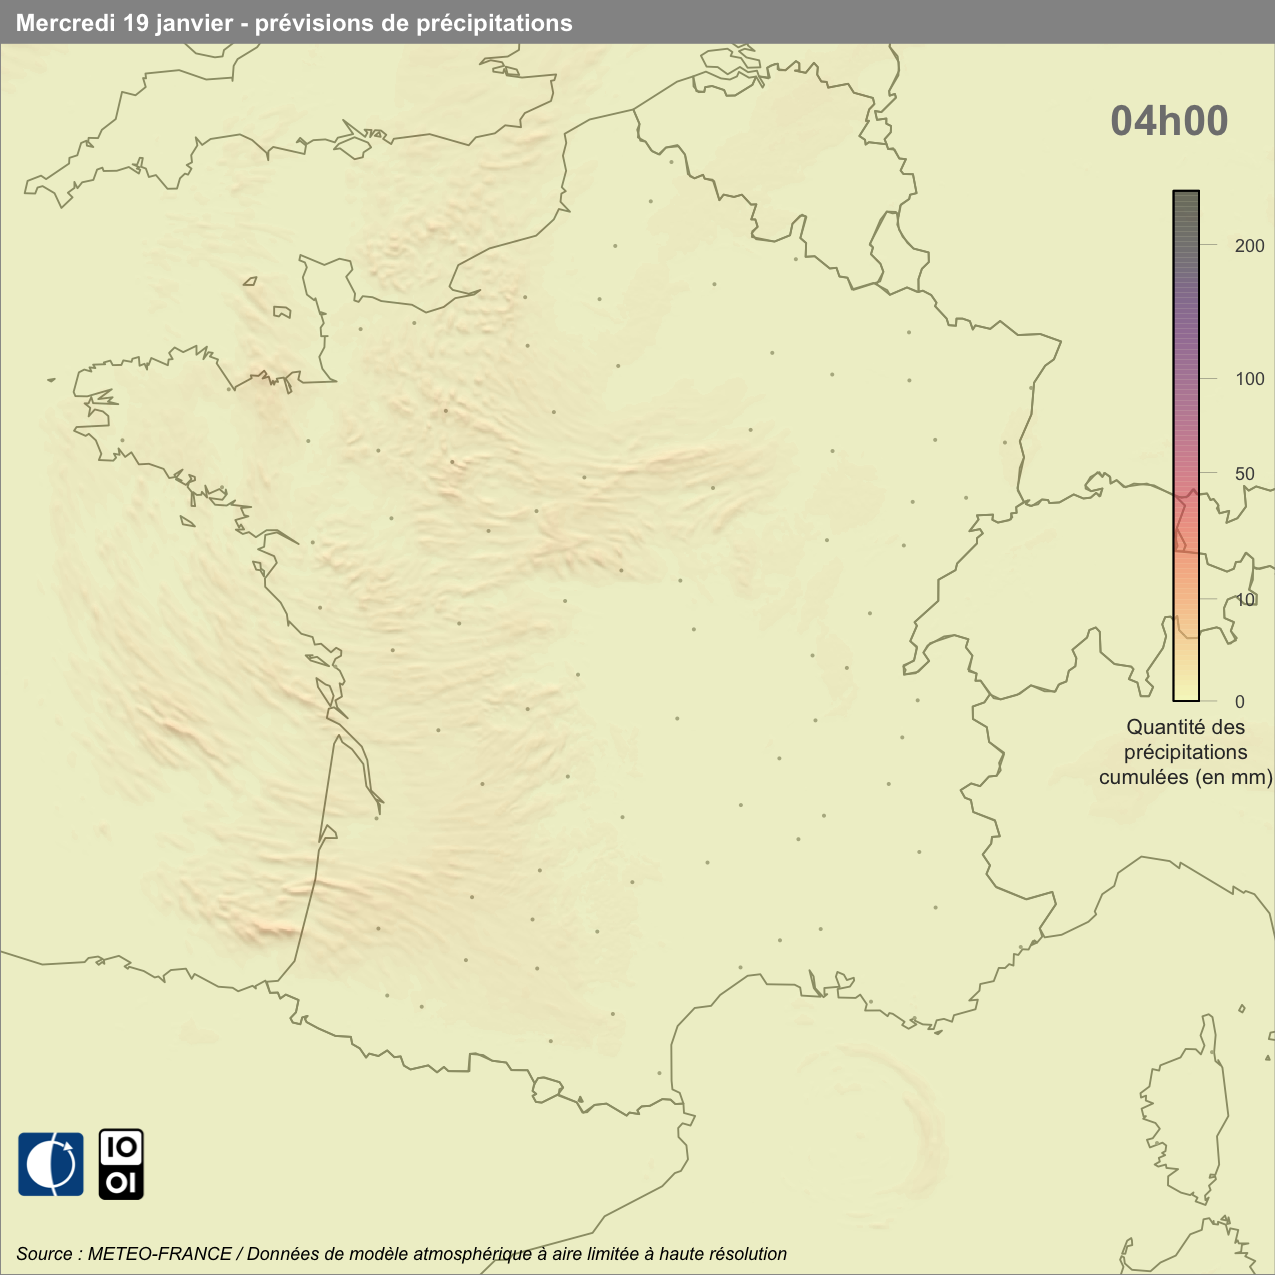 Mercredi 19 janvier - prévisions de précipitations
04h00
200
100
50
10
0
Quantité des
précipitations
cumulées (en mm)
IO
OI
Source : METEO-FRANCE / Données de modèle atmosphérique à aire limitée à haute résolution